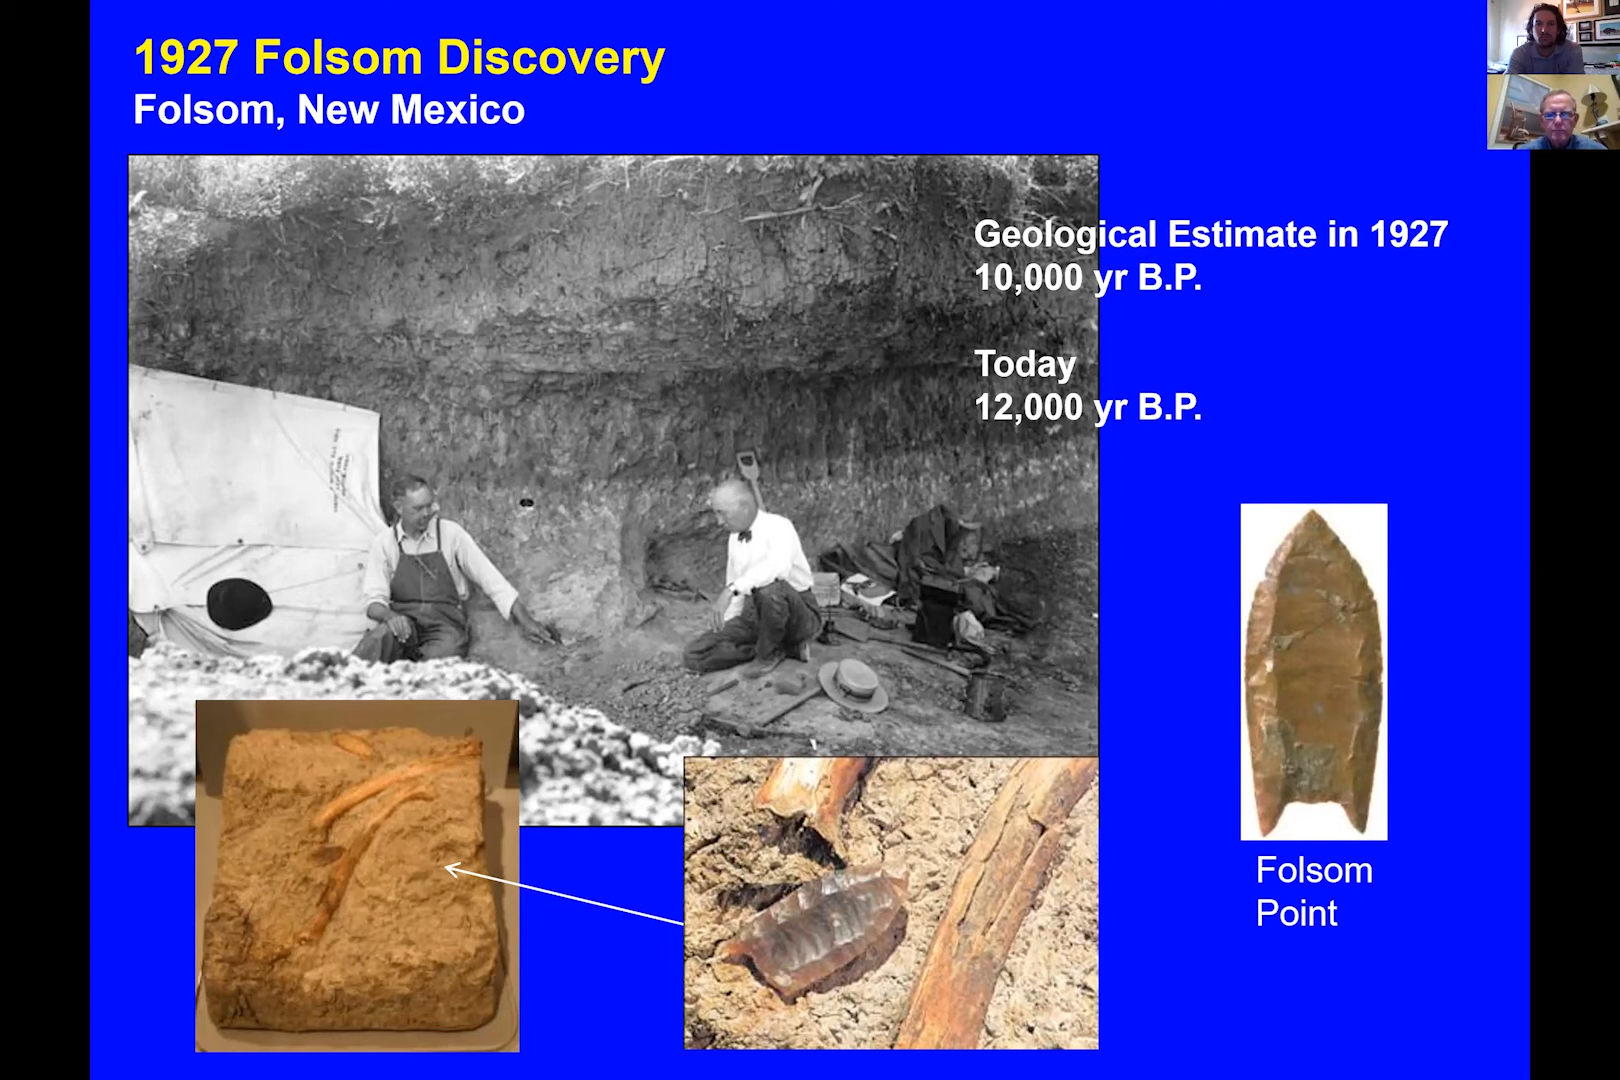 1927 Folsom Discovery
Folsom, New Mexico
Geological Estimate in 1927
10,000 yr B.P.
Today
12,000 yr B.P.
Folsom
Point